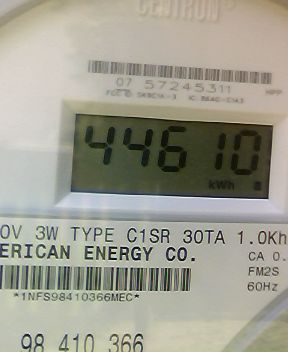 CENTRON®
07 57245311
HPP
44610
kWh
0V 3W TYPE C1SR 30TA 1.0Kh
ERICAN ENERGY CO.
CA 0.
FM2S
60Hz
*1NFS98410366MEC*
98 410 366